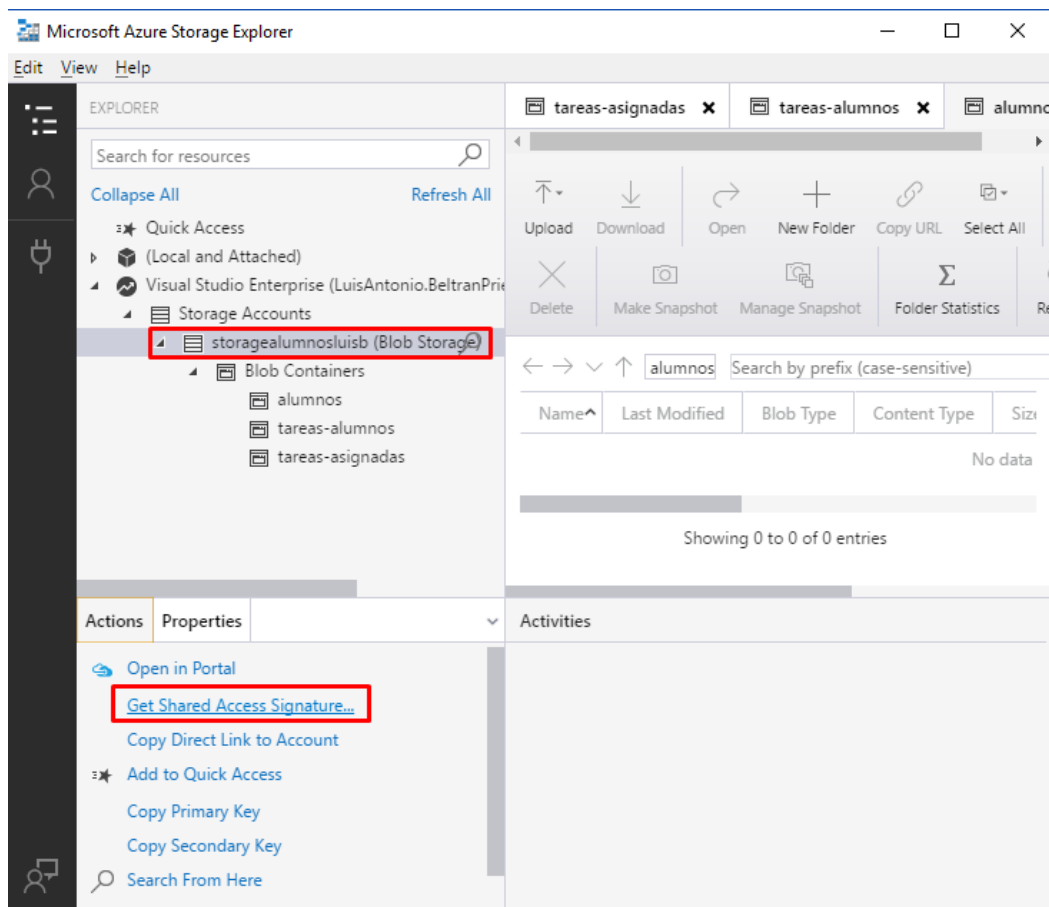 Microsoft Azure Storage Explorer
Edit View Help
EXPLORER
Search for resources
Collapse All Refresh All
Quick Access
(Local and Attached)
Visual Studio Enterprise (LuisAntonio.BeltranPrie
Storage Accounts
storagealumnosluisb (Blob Storage)
Blob Containers
alumnos
tareas-alumnos
tareas-asignadas
Actions Properties
Open in Portal
Get Shared Access Signature...
Copy Direct Link to Account
Add to Quick Access
Copy Primary Key
Copy Secondary Key
Search From Here
tareas-asignadas tareas-alumnos alumno
Upload Download Open New Folder Copy URL Select All
Delete Make Snapshot Manage Snapshot Folder Statistics Re
alumnos Search by prefix (case-sensitive)
Name Last Modified Blob Type Content Type Size
No data
Showing 0 to 0 of 0 entries
Activities